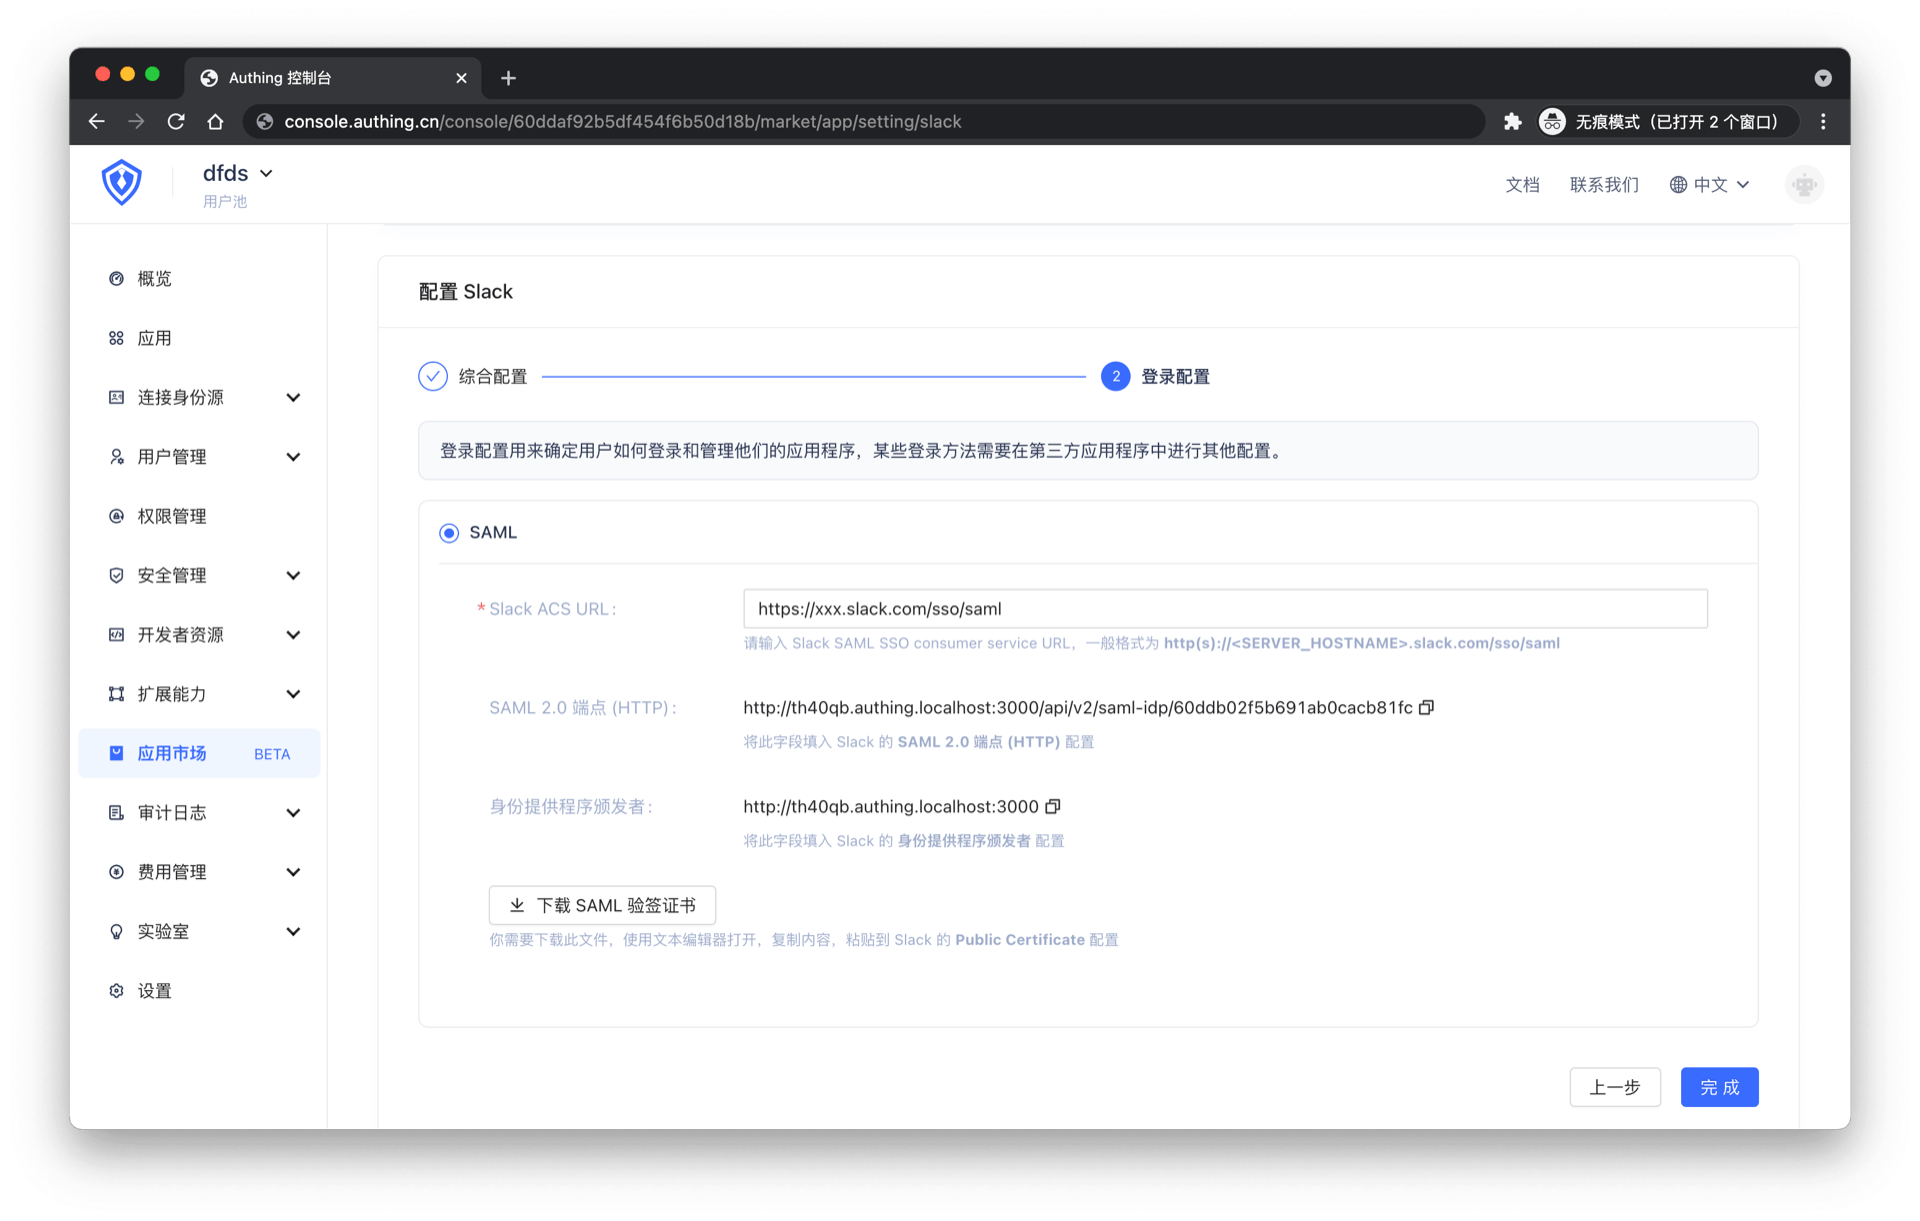 Authing 控制台
console.authing.cn/console/60ddaf92b5df454f6b50d18b/market/app/setting/slack
无痕模式（已打开 2 个窗口）
dfds
用户池
文档
联系我们
中文
概览
应用
连接身份源
用户管理
权限管理
安全管理
开发者资源
扩展能力
应用市场 BETA
审计日志
费用管理
实验室
设置
配置 Slack
综合配置
2 登录配置
登录配置用来确定用户如何登录和管理他们的应用程序，某些登录方法需要在第三方应用程序中进行其他配置。
SAML
* Slack ACS URL :
https://xxx.slack.com/sso/saml
请输入 Slack SAML SSO consumer service URL，一般格式为 http(s)://<SERVER_HOSTNAME>.slack.com/sso/saml
SAML 2.0 端点 (HTTP) :
http://th40qb.authing.localhost:3000/api/v2/saml-idp/60ddb02f5b691ab0cacb81fc
将此字段填入 Slack 的 SAML 2.0 端点 (HTTP) 配置
身份提供程序颁发者 :
http://th40qb.authing.localhost:3000
将此字段填入 Slack 的 身份提供程序颁发者 配置
下载 SAML 验签证书
你需要下载此文件，使用文本编辑器打开，复制内容，粘贴到 Slack 的 Public Certificate 配置
上一步
完 成